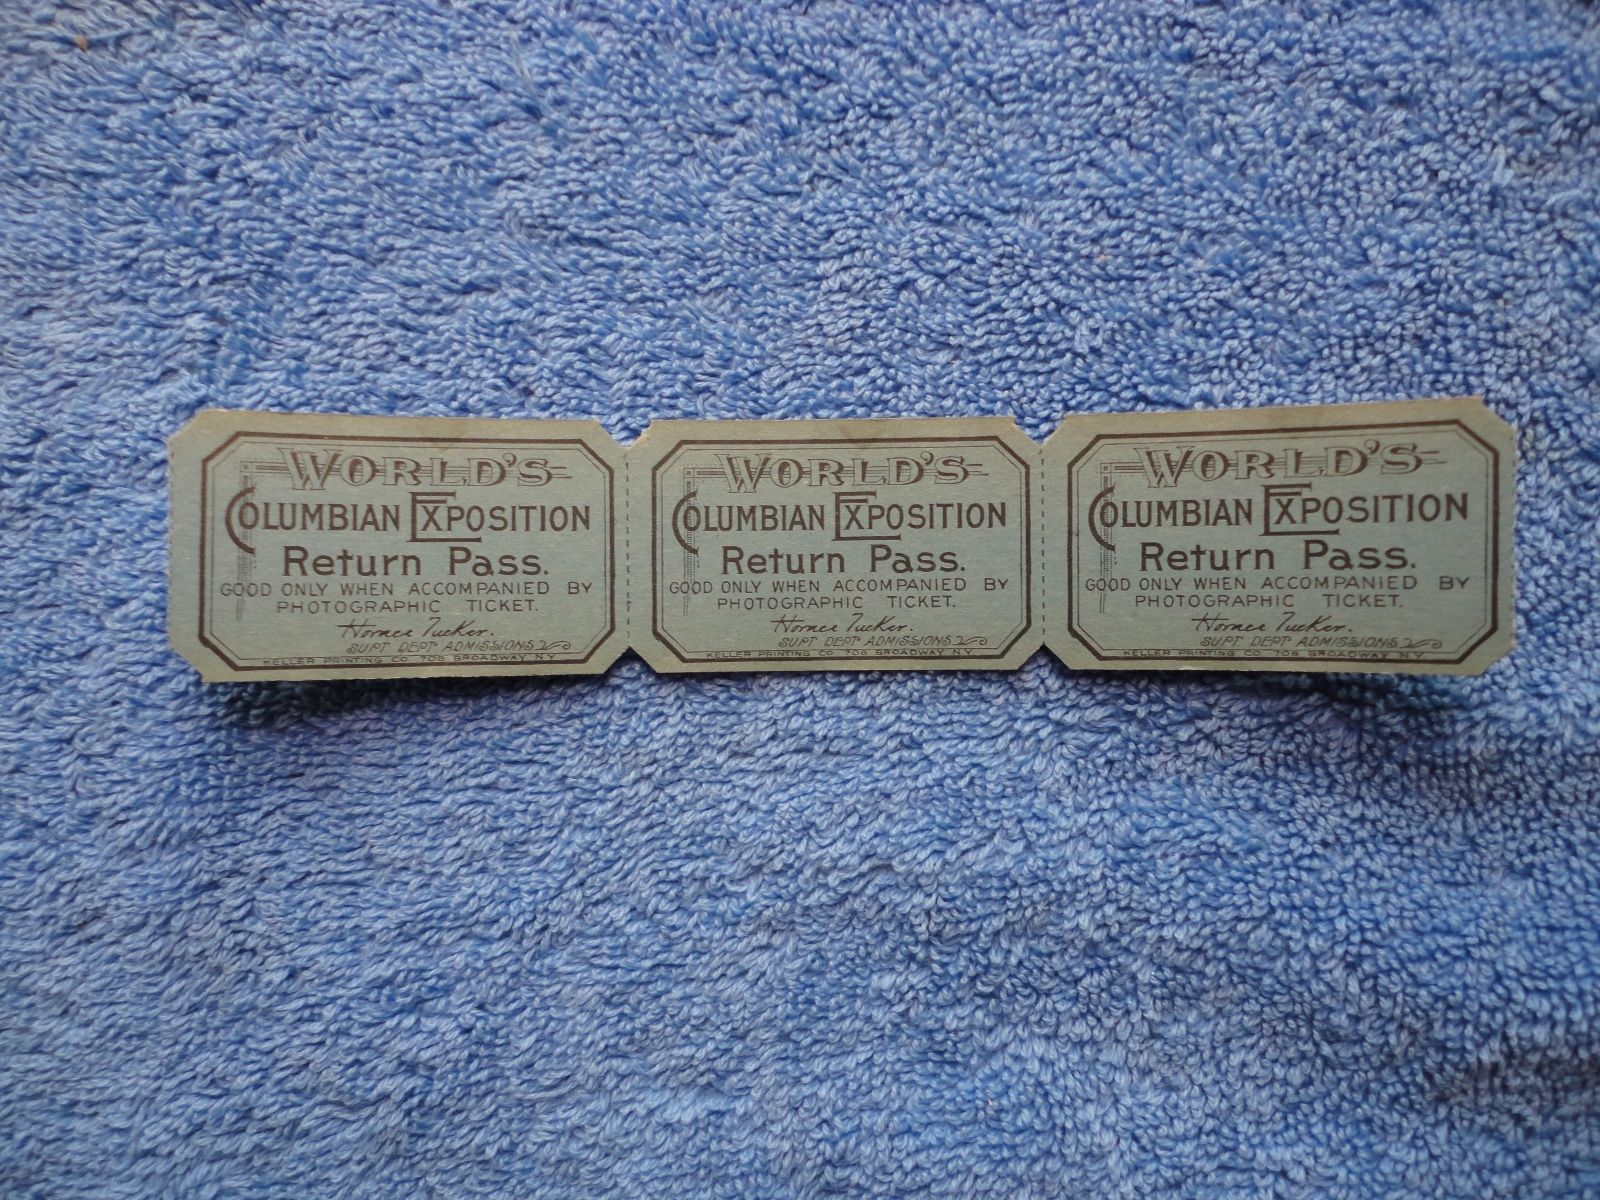 WORLD'S
COLUMBIAN EXPOSITION
Return Pass.
GOOD ONLY WHEN ACCOMPANIED BY
PHOTOGRAPHIC TICKET.
Horace Tucker.
SUPT DEPT ADMISSIONS
KELLER PRINTING CO. 708 BROADWAY N.Y.
WORLD'S
COLUMBIAN EXPOSITION
Return Pass.
GOOD ONLY WHEN ACCOMPANIED BY
PHOTOGRAPHIC TICKET.
Horace Tucker.
SUPT DEPT ADMISSIONS
KELLER PRINTING CO. 708 BROADWAY N.Y.
WORLD'S
COLUMBIAN EXPOSITION
Return Pass.
GOOD ONLY WHEN ACCOMPANIED BY
PHOTOGRAPHIC TICKET.
Horace Tucker.
SUPT DEPT ADMISSIONS
KELLER PRINTING CO. 708 BROADWAY N.Y.